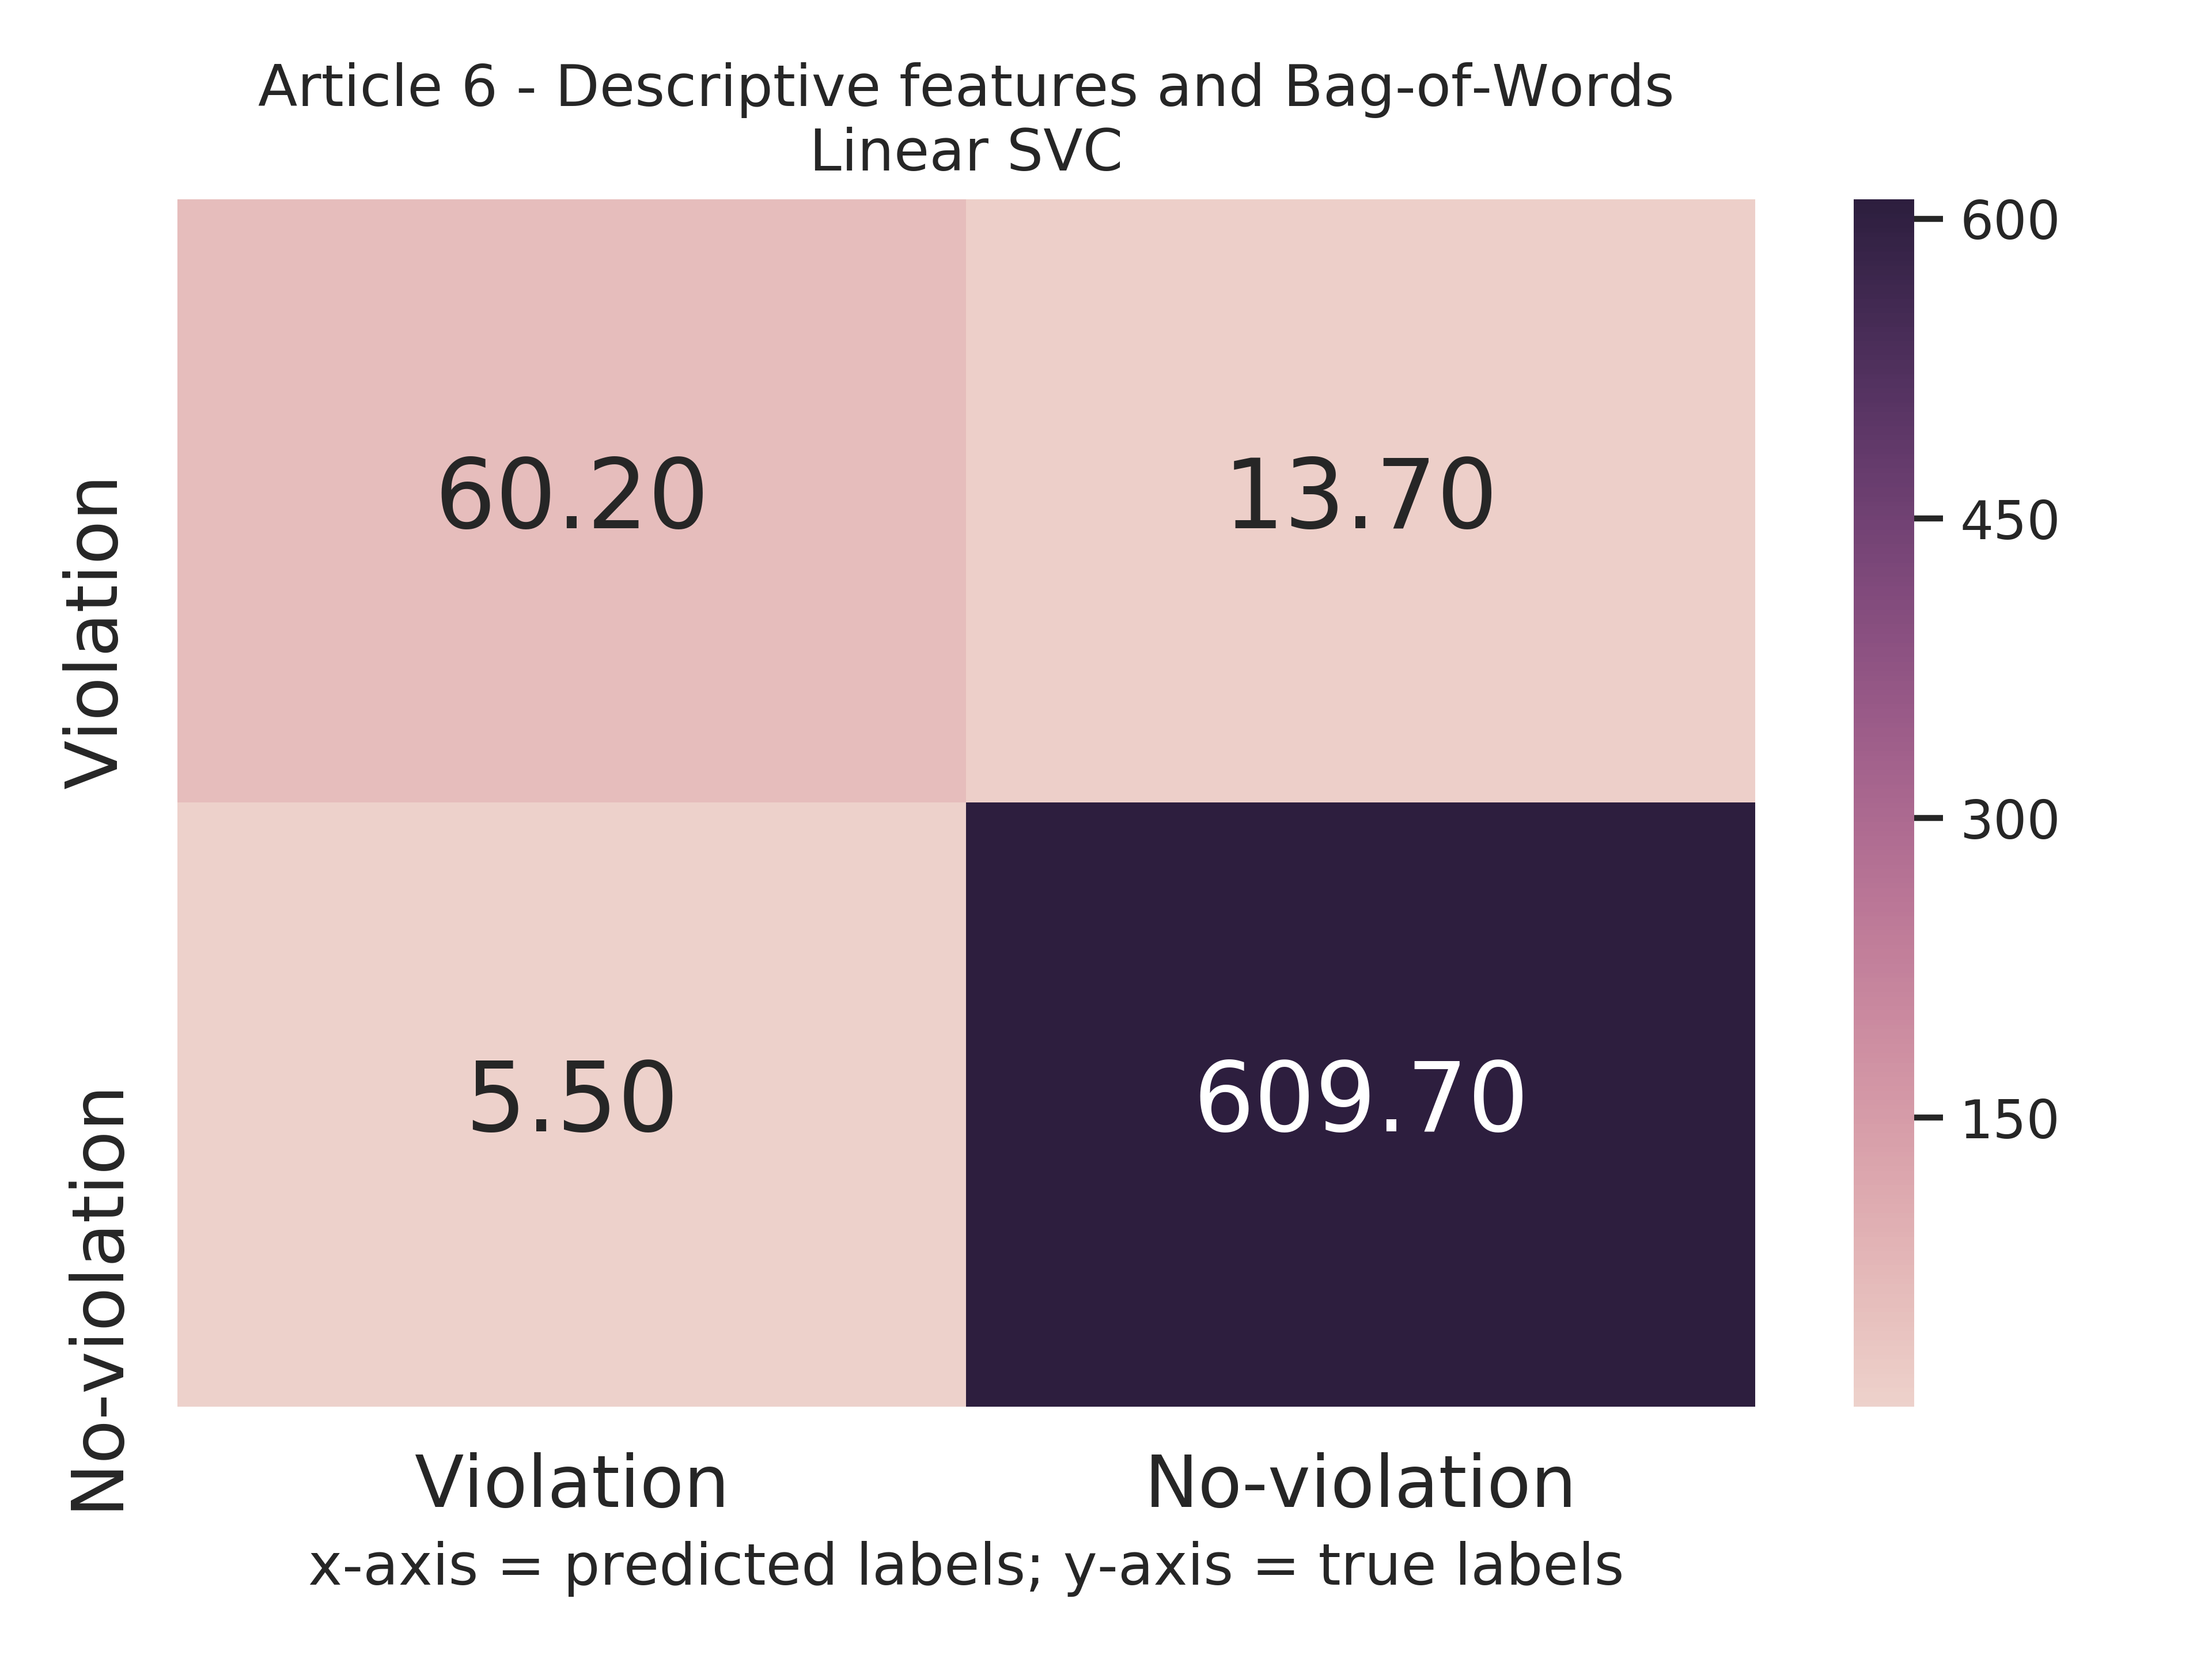 Article 6 - Descriptive features and Bag-of-Words
Linear SVC
600
Violation
60.20
13.70
450
300
No-violation
5.50
609.70
150
Violation
No-violation
x-axis = predicted labels; y-axis = true labels